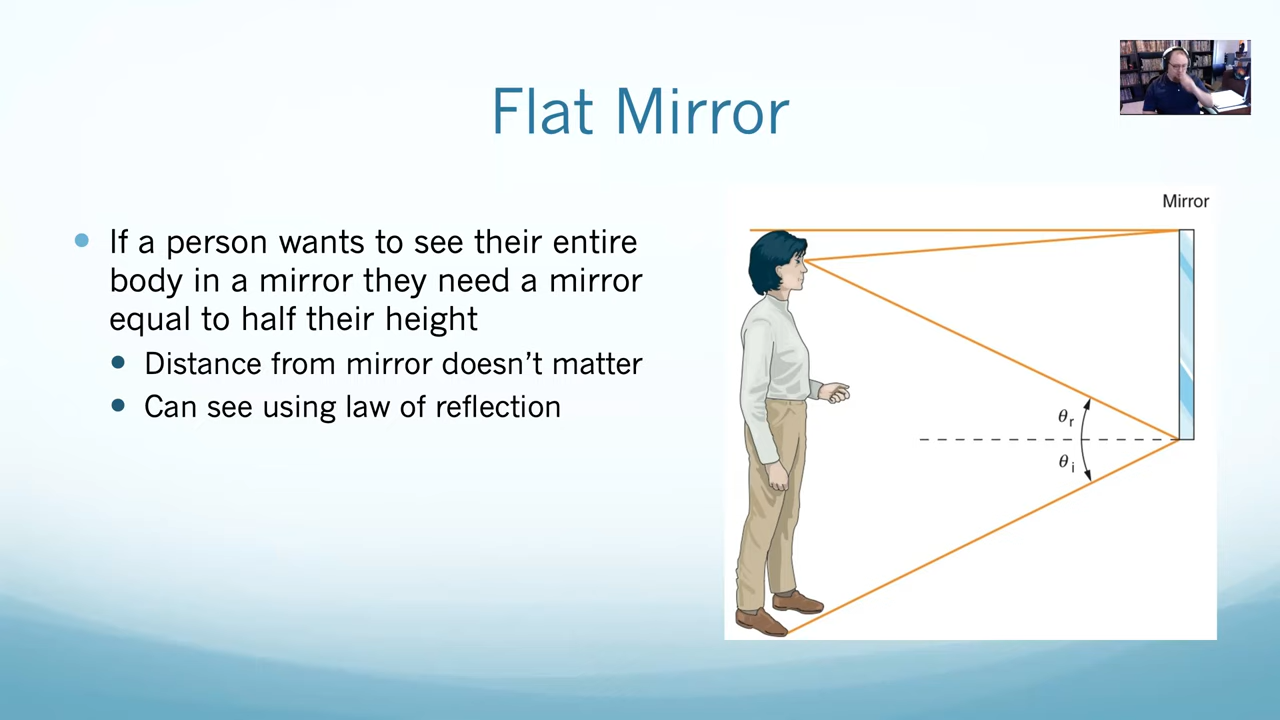 Flat Mirror
If a person wants to see their entire
body in a mirror they need a mirror
equal to half their height
Distance from mirror doesn't matter
Can see using law of reflection
Mirror
θr
θi